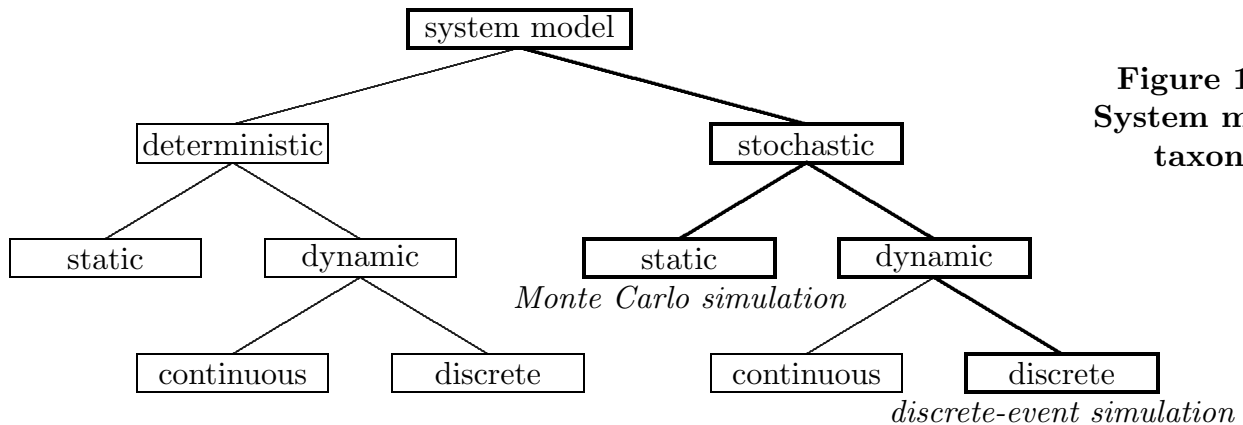 system model
Figure 1
System m
taxon
deterministic
stochastic
static
dynamic
static
dynamic
Monte Carlo simulation
continuous
discrete
continuous
discrete
discrete-event simulation